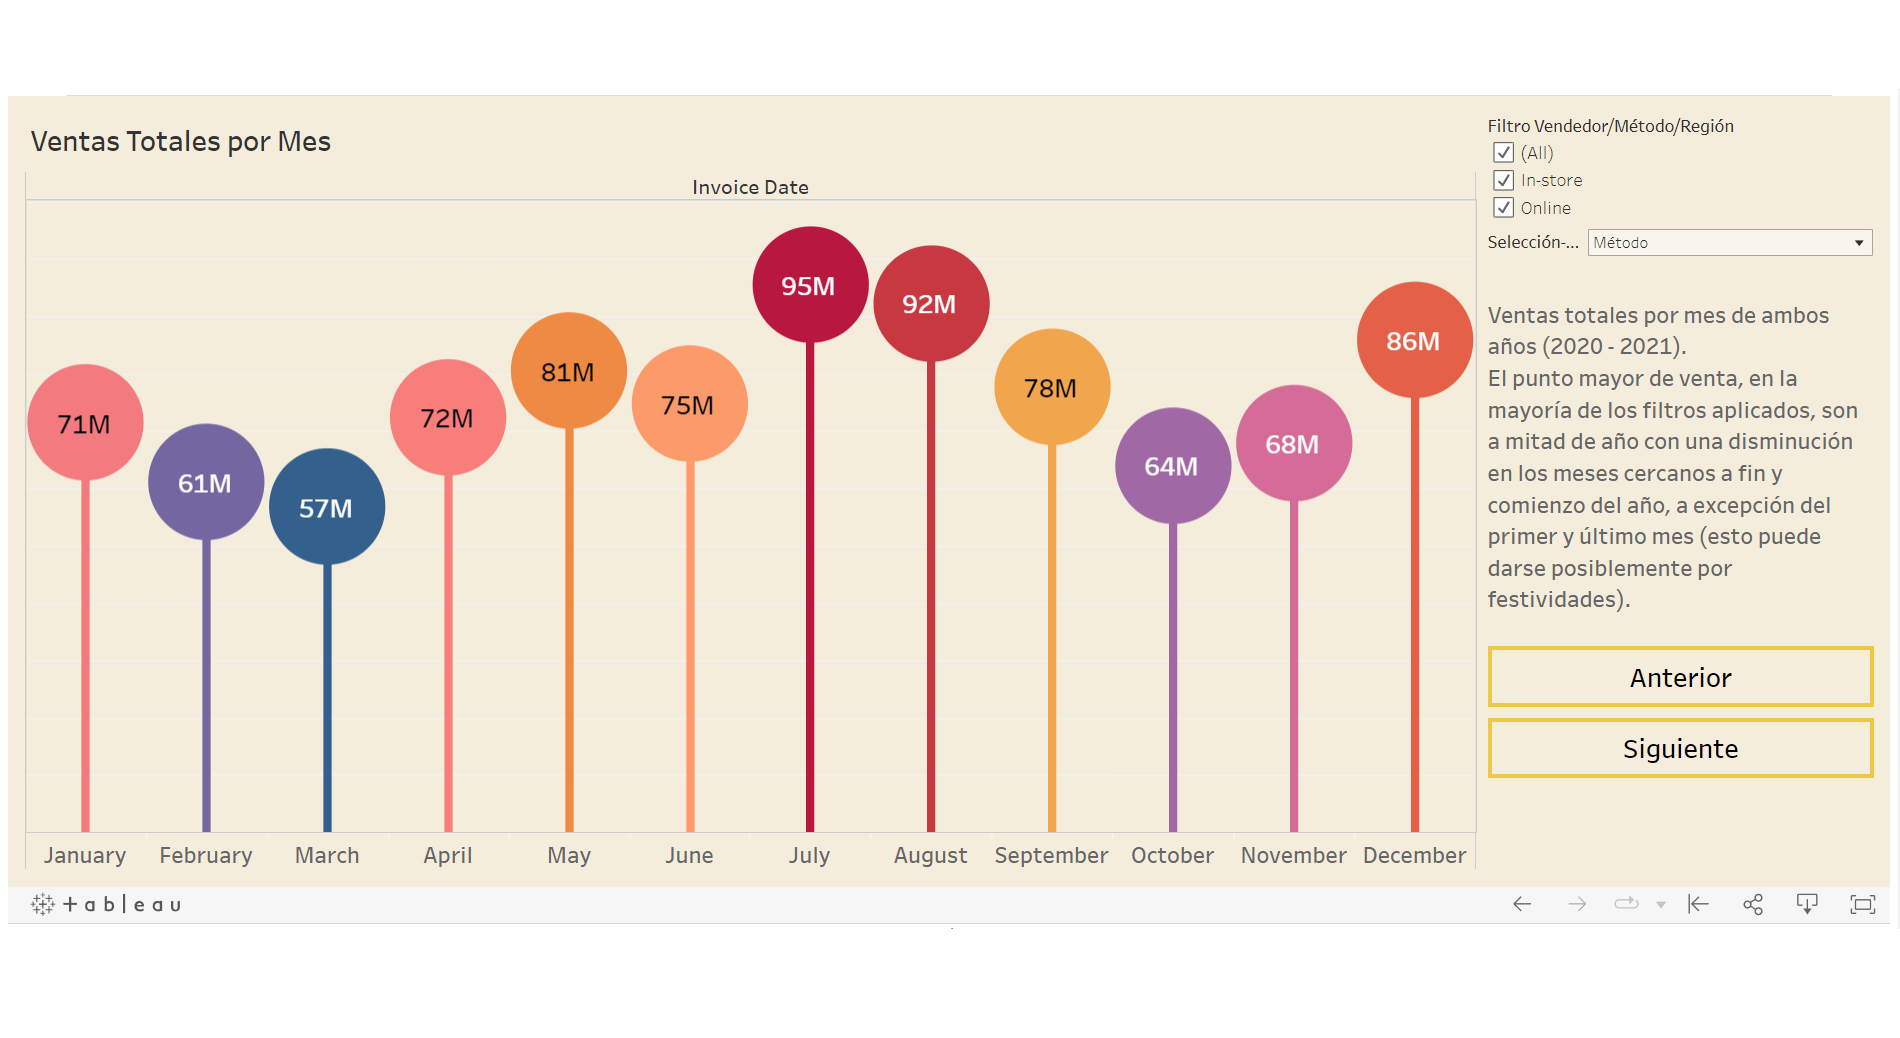 Ventas Totales por Mes
Invoice Date
71M
61M
57M
72M
81M
75M
95M
92M
78M
64M
68M
86M
January
February
March
April
May
June
July
August
September
October
November
December
Filtro Vendedor/Método/Región
(All)
In-store
Online
Selección-...
Método
Ventas totales por mes de ambos
años (2020 - 2021).
El punto mayor de venta, en la
mayoría de los filtros aplicados, son
a mitad de año con una disminución
en los meses cercanos a fin y
comienzo del año, a excepción del
primer y último mes (esto puede
darse posiblemente por
festividades).
Anterior
Siguiente
+ableau